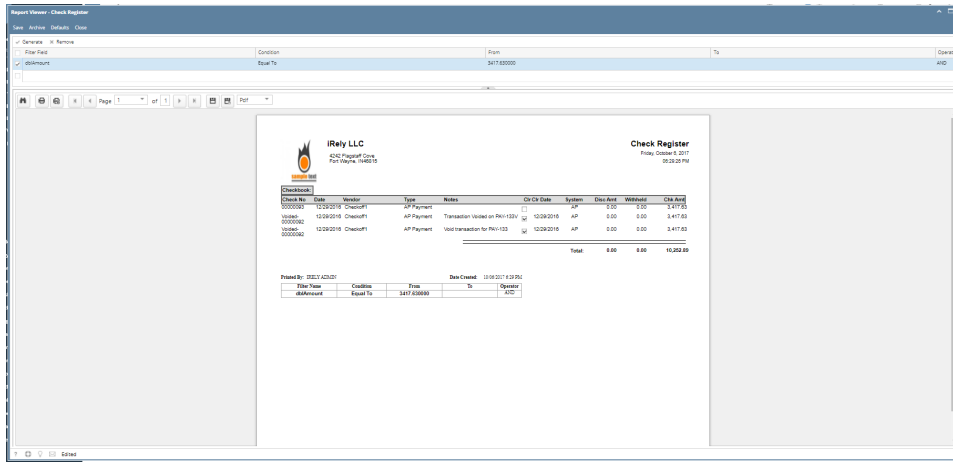 Report Viewer - Check Register
Save Archive Defaults Close
Generate Remove
Filter Field Condition From To Operat
dblAmount Equal To 3417.630000 AND
Page 1 of 1 Pdf
iRely LLC
4242 Flagstaff Cove
Fort Wayne, IN46815
sample text
Check Register
Friday, October 6, 2017
06:29:26 PM
Checkbook:
Check No Date Vendor Type Notes Clr Clr Date System Disc Amt Withheld Chk Amt
00000093 12/29/2016 Checkoff1 AP Payment AP 0.00 0.00 3,417.63
Voided-00000092 12/29/2016 Checkoff1 AP Payment Transaction Voided on PAY-133V 12/29/2016 AP 0.00 0.00 3,417.63
Voided-00000092 12/29/2016 Checkoff1 AP Payment Void transaction for PAY-133 12/29/2016 AP 0.00 0.00 3,417.63
Total: 0.00 0.00 10,252.89
Printed By: IRELY ADMIN Date Created: 10/06/2017 6:29 PM
Filter Name Condition From To Operator
dblAmount Equal To 3417.630000 AND
? Edited